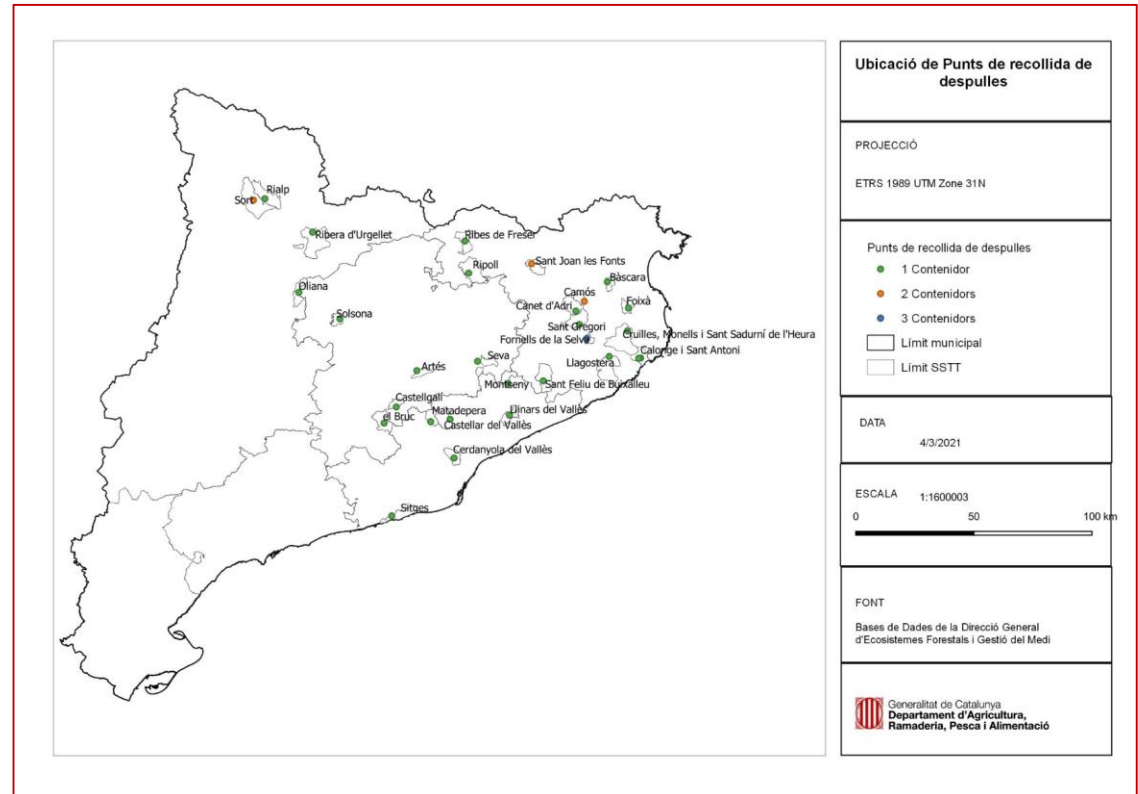 Ubicació de Punts de recollida de
despulles
PROJECCIÓ
ETRS 1989 UTM Zone 31N
Punts de recollida de despulles
1 Contenidor
2 Contenidors
3 Contenidors
Límit municipal
Límit SSTT
DATA
4/3/2021
ESCALA 1:1600003
0 50 100 km
FONT
Bases de Dades de la Direcció General
d'Ecosistemes Forestals i Gestió del Medi
Generalitat de Catalunya
Departament d'Agricultura,
Ramaderia, Pesca i Alimentació
Rialp
Sort
Ribera d'Urgellet
Ribes de Freser
Ripoll
Sant Joan les Fonts
Bàscara
Oliana
Camós
Canet d'Adri
Foixà
Solsona
Sant Gregori
Cruïlles, Monells i Sant Sadurní de l'Heura
Fornells de la Selva
Calonge i Sant Antoni
Seva
Llagostera
Artés
Montseny
Sant Feliu de Buixalleu
Castellgalí
Matadepera
Llinars del Vallès
el Bruc
Castellar del Vallès
Cerdanyola del Vallès
Sitges